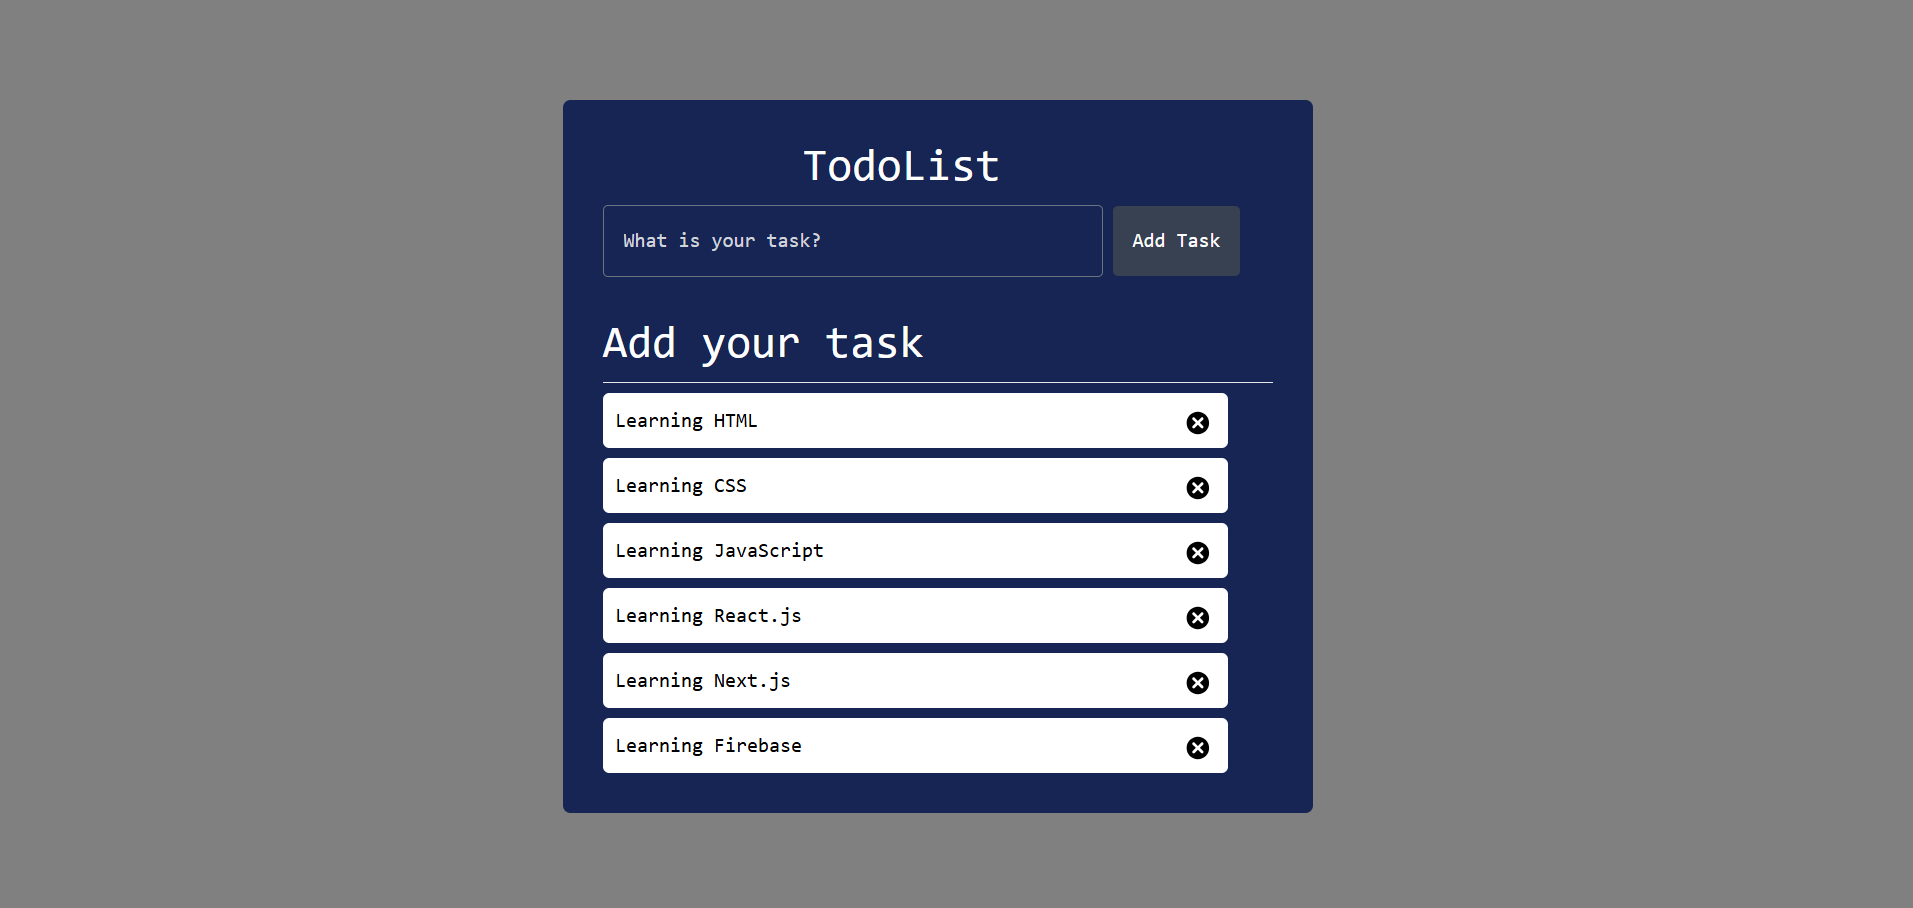 TodoList
What is your task?
Add Task
Add your task
Learning HTML
Learning CSS
Learning JavaScript
Learning React.js
Learning Next.js
Learning Firebase